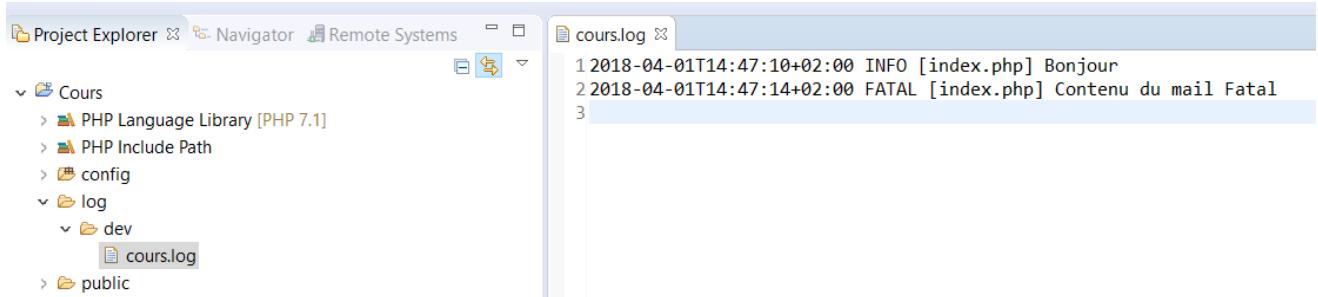 Project Explorer Navigator Remote Systems
Cours
PHP Language Library [PHP 7.1]
PHP Include Path
config
log
dev
cours.log
public
cours.log
1 2018-04-01T14:47:10+02:00 INFO [index.php] Bonjour
2 2018-04-01T14:47:14+02:00 FATAL [index.php] Contenu du mail Fatal
3